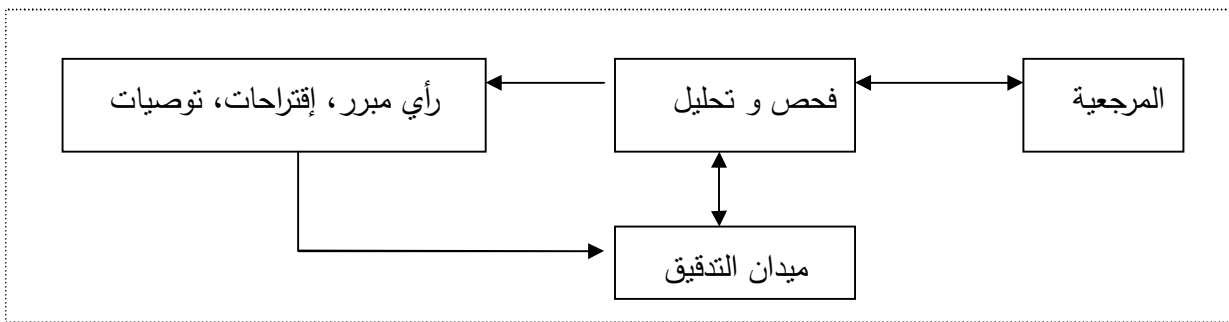 المرجعية
فحص و تحليل
رأي مبرر، إقتراحات، توصيات
ميدان التدقيق